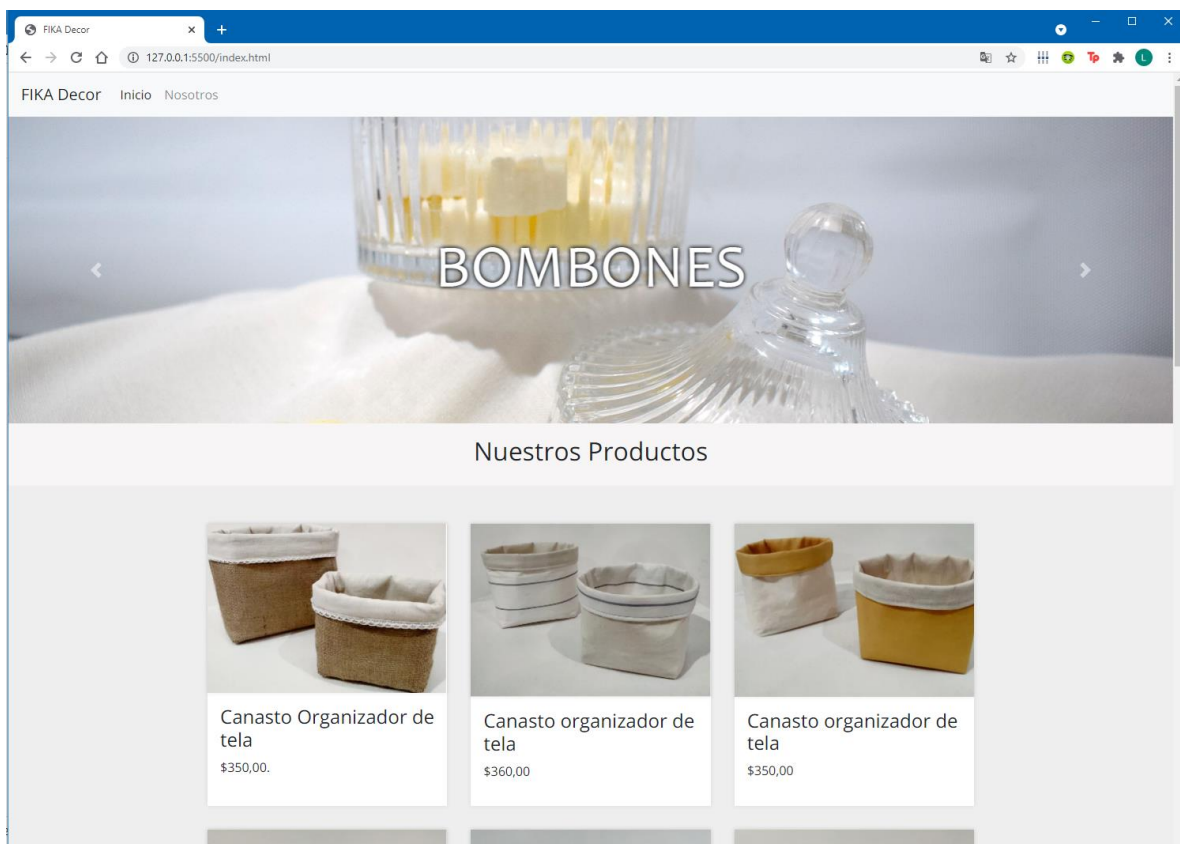 FIKA Decor
127.0.0.1:5500/index.html
Tp
L
FIKA Decor Inicio Nosotros
BOMBONES
Nuestros Productos
Canasto Organizador de
tela
$350,00.
Canasto organizador de
tela
$360,00
Canasto organizador de
tela
$350,00